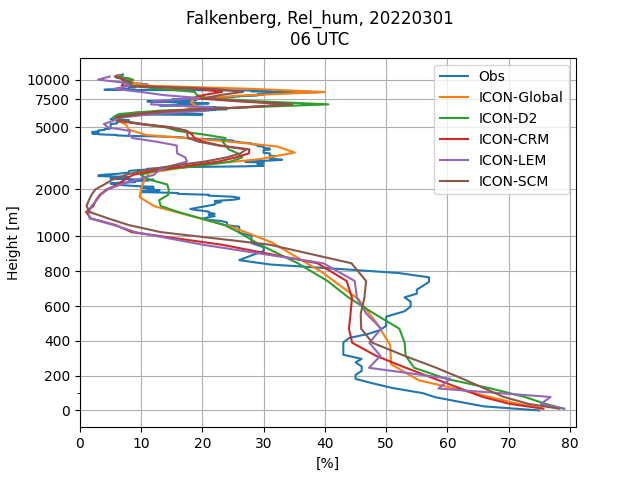 Falkenberg, Rel_hum, 20220301
06 UTC
Obs
ICON-Global
ICON-D2
ICON-CRM
ICON-LEM
ICON-SCM
Height [m]
10000
7500
5000
2000
1000
800
600
400
200
0
0 10 20 30 40 50 60 70 80
[%]